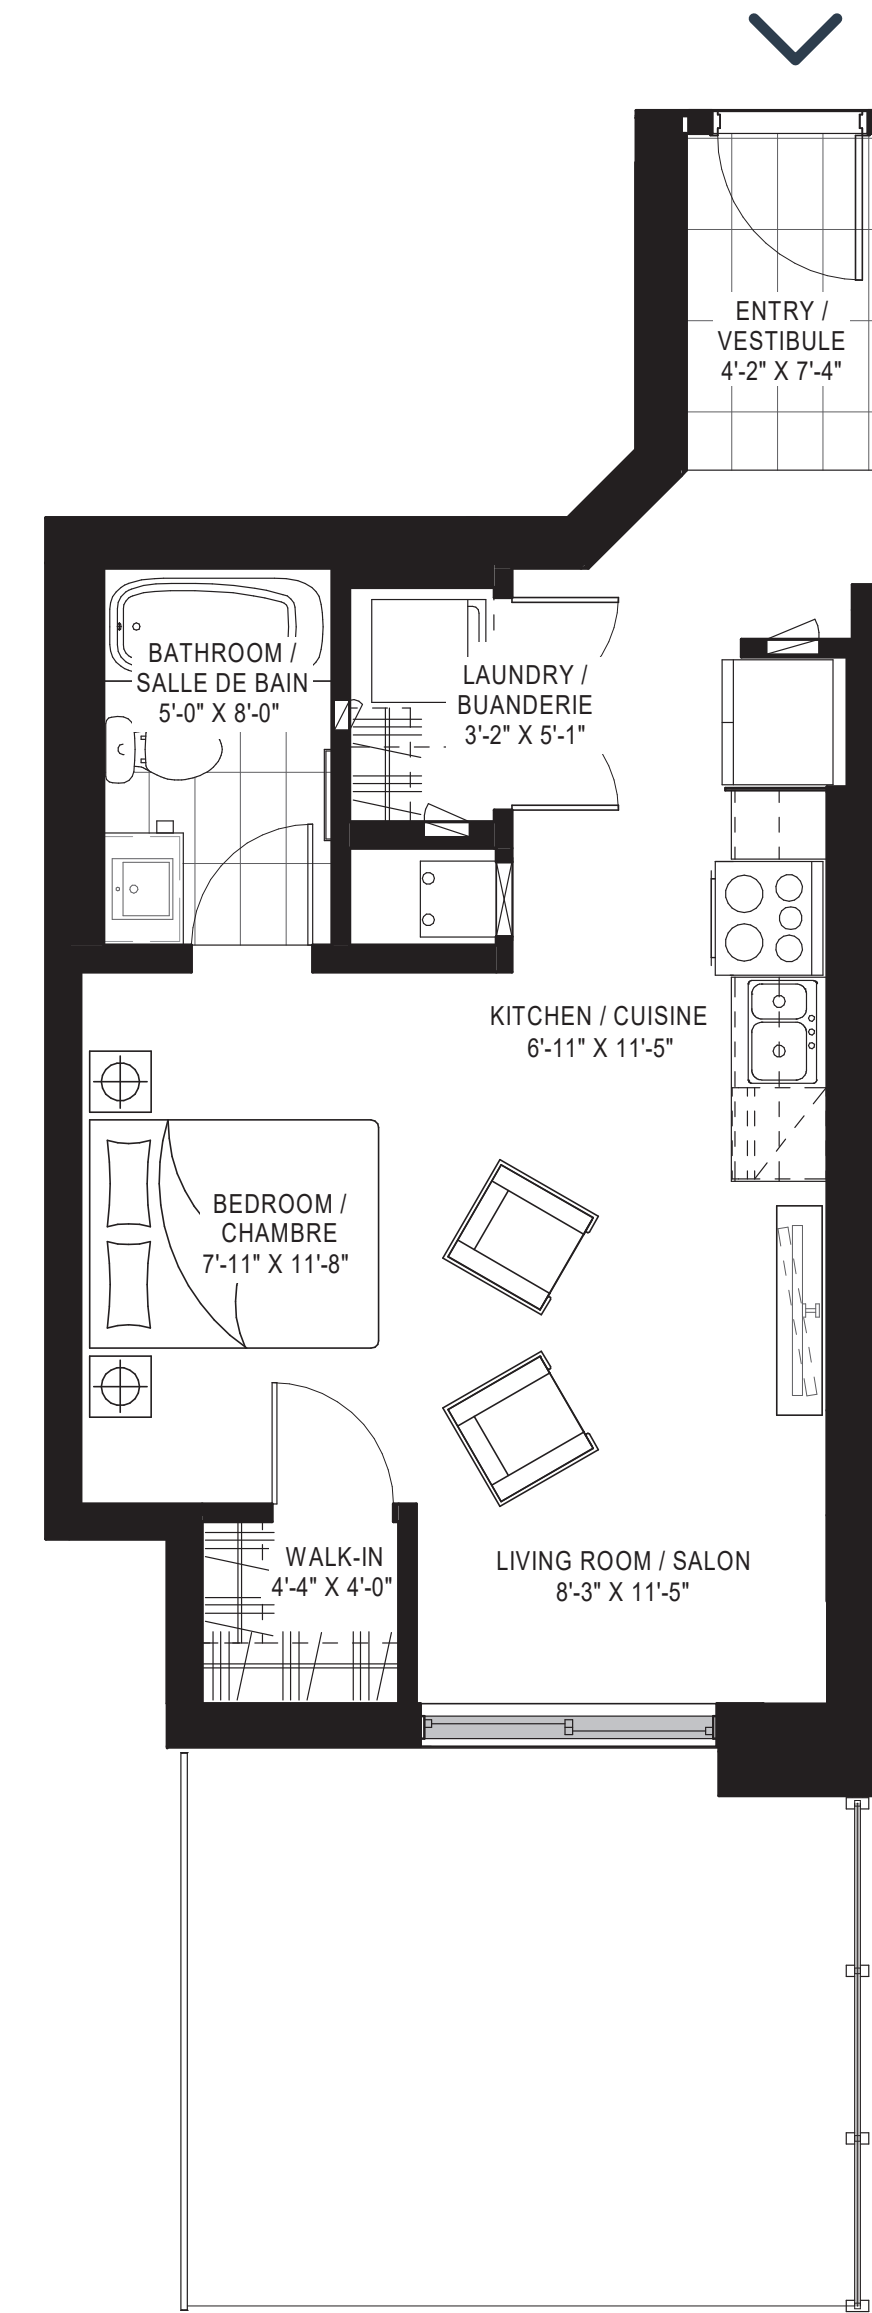 ENTRY /
VESTIBULE
4'-2" X 7'-4"
BATHROOM /
SALLE DE BAIN
5'-0" X 8'-0"
LAUNDRY /
BUANDERIE
3'-2" X 5'-1"
KITCHEN / CUISINE
6'-11" X 11'-5"
BEDROOM /
CHAMBRE
7'-11" X 11'-8"
WALK-IN
4'-4" X 4'-0"
LIVING ROOM / SALON
8'-3" X 11'-5"